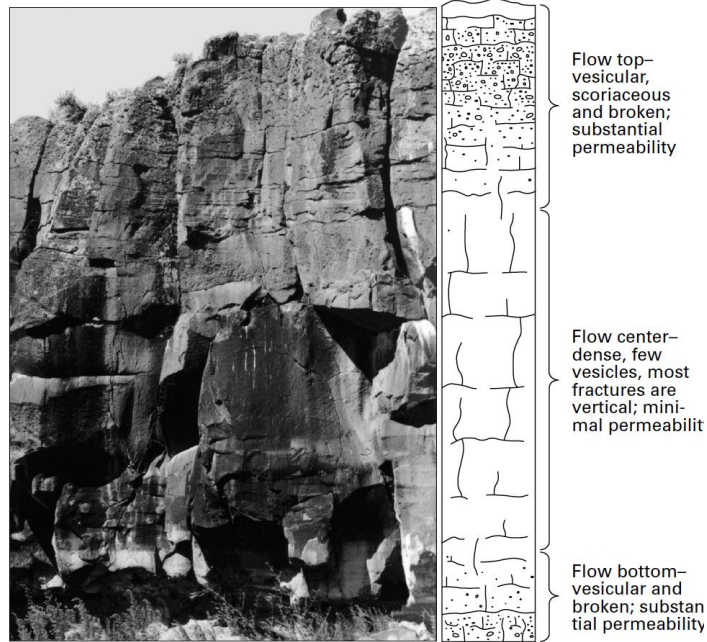 Flow top–
vesicular,
scoriaceous
and broken;
substantial
permeability
Flow center–
dense, few
vesicles, most
fractures are
vertical; mini-
mal permeabilit
Flow bottom–
vesicular and
broken; substan
tial permeability